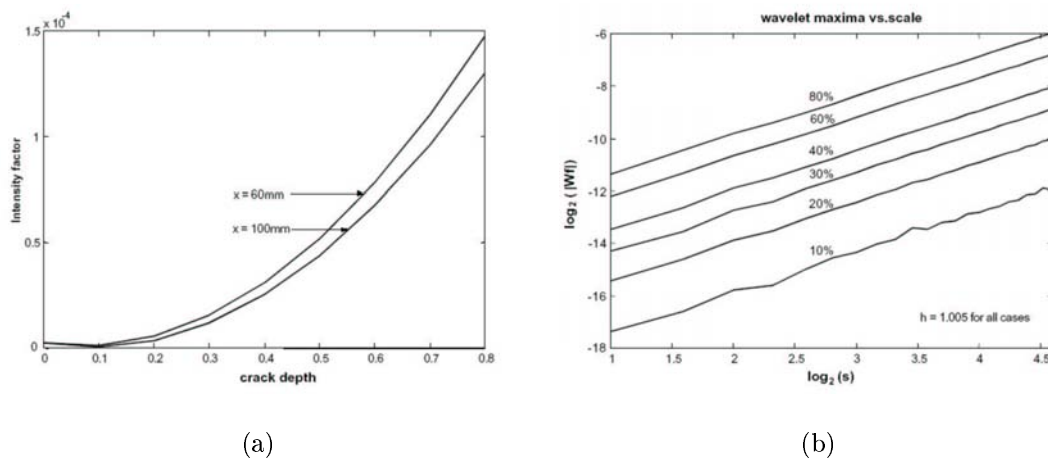 x 10⁻⁴
1.5
1
0.5
0
Intensity factor
x = 60mm
x = 100mm
0 0.1 0.2 0.3 0.4 0.5 0.6 0.7 0.8
crack depth
(a)
wavelet maxima vs.scale
-6
-8
-10
-12
-14
-16
-18
log₂ ( |Wf|)
80%
60%
40%
30%
20%
10%
h = 1.005 for all cases
1 1.5 2 2.5 3 3.5 4 4.5
log₂ (s)
(b)